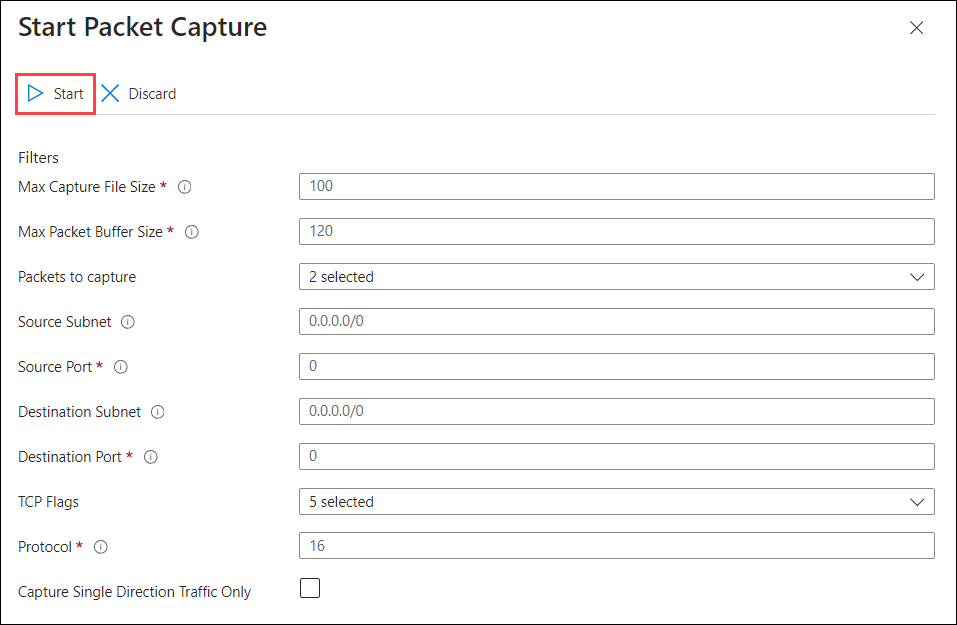 Start Packet Capture
Start Discard
Filters
Max Capture File Size * 100
Max Packet Buffer Size * 120
Packets to capture 2 selected
Source Subnet 0.0.0.0/0
Source Port * 0
Destination Subnet 0.0.0.0/0
Destination Port * 0
TCP Flags 5 selected
Protocol * 16
Capture Single Direction Traffic Only